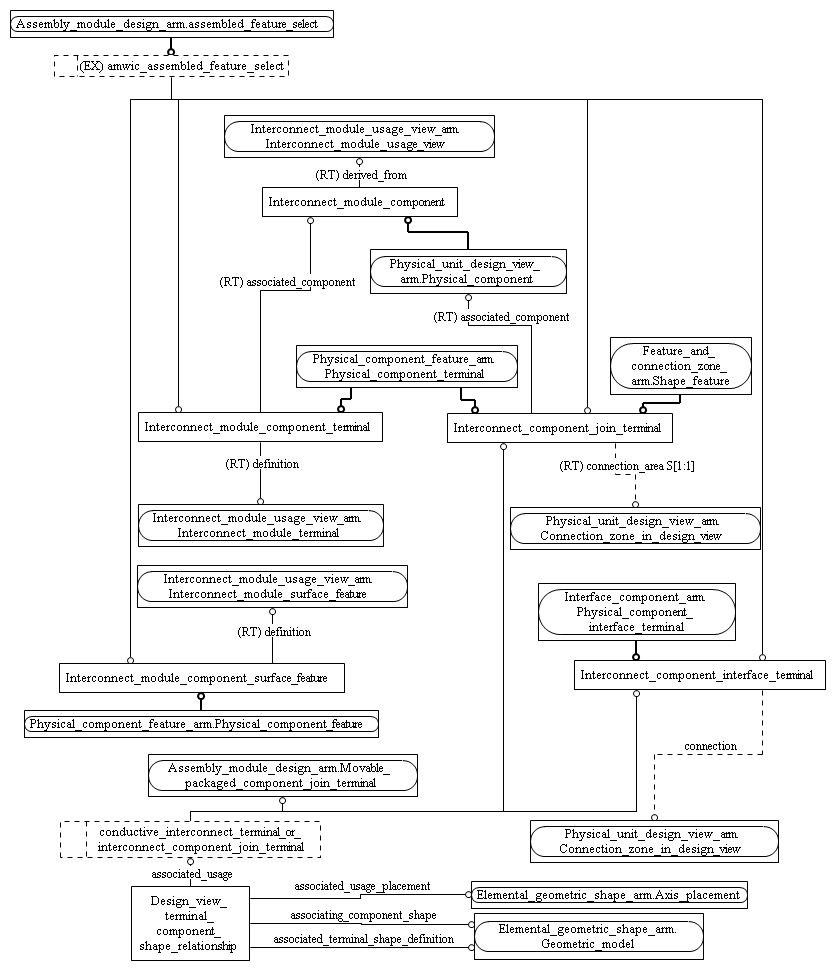 Assembly_module_design_arm.assembled_feature_select
(EX) amwic_assembled_feature_select
Interconnect_module_usage_view_arm.
Interconnect_module_usage_view
(RT) derived_from
Interconnect_module_component
Physical_unit_design_view_
arm.Physical_component
(RT) associated_component
(RT) associated_component
Physical_component_feature_arm.
Physical_component_terminal
Feature_and_
connection_zone_
arm.Shape_feature
Interconnect_module_component_terminal
Interconnect_component_join_terminal
(RT) definition
(RT) connection_area S[1:1]
Interconnect_module_usage_view_arm.
Interconnect_module_terminal
Physical_unit_design_view_arm.
Connection_zone_in_design_view
Interconnect_module_usage_view_arm.
Interconnect_module_surface_feature
Interface_component_arm.
Physical_component_
interface_terminal
(RT) definition
Interconnect_module_component_surface_feature
Interconnect_component_interface_terminal
Physical_component_feature_arm.Physical_component_feature
connection
Assembly_module_design_arm.Movable_
packaged_component_join_terminal
conductive_interconnect_terminal_or_
interconnect_component_join_terminal
Physical_unit_design_view_arm.
Connection_zone_in_design_view
associated_usage
Design_view_
terminal_
component_
shape_relationship
associated_usage_placement
Elemental_geometric_shape_arm.Axis_placement
associating_component_shape
associated_terminal_shape_definition
Elemental_geometric_shape_arm.
Geometric_model